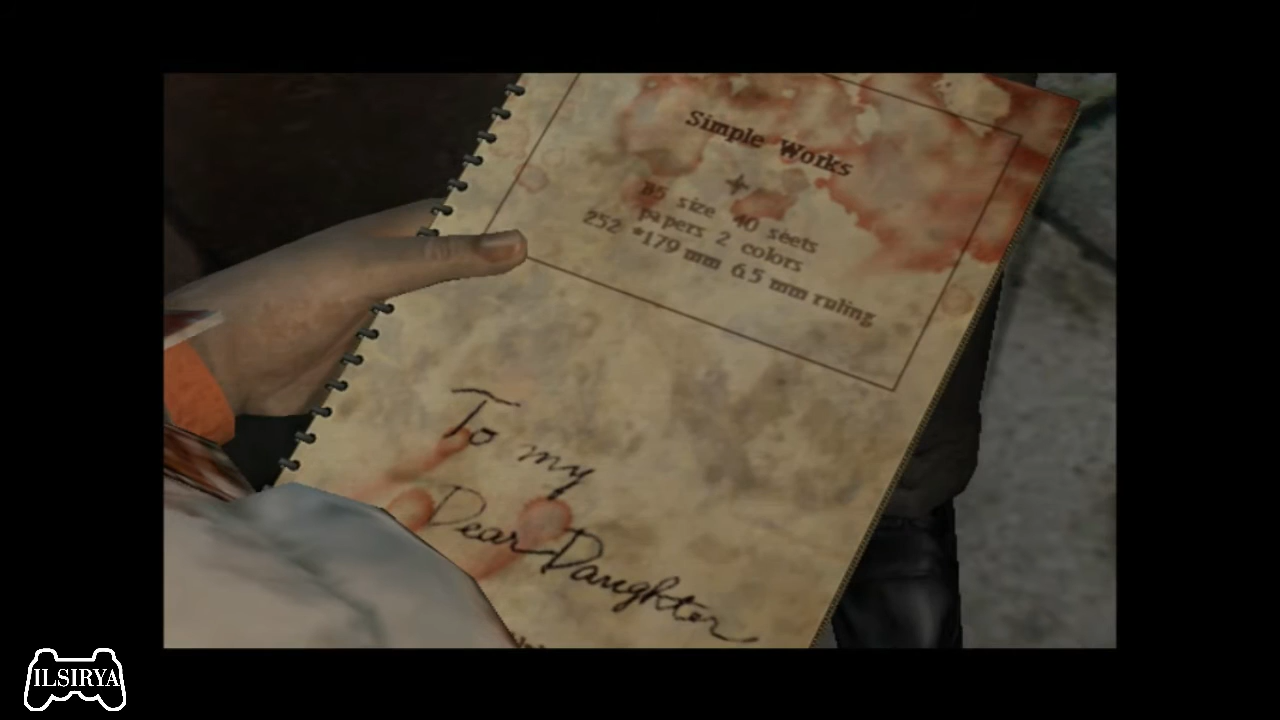 Simple Works
B5 size 40 seets
papers 2 colors
252 *179 mm 6.5 mm ruling
To my
Dear Daughter
ILSIRYA